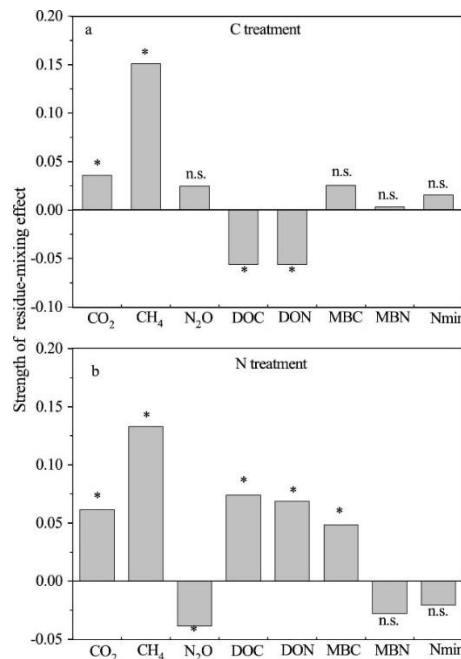 a
C treatment
0.20
0.15
0.10
0.05
0.00
-0.05
-0.10
*
*
n.s.
*
*
n.s.
n.s.
n.s.
CO₂ CH₄ N₂O DOC DON MBC MBN Nmin
Strength of residue-mixing effect
b
N treatment
0.20
0.15
0.10
0.05
0.00
-0.05
*
*
*
*
*
*
n.s.
n.s.
CO₂ CH₄ N₂O DOC DON MBC MBN Nmin